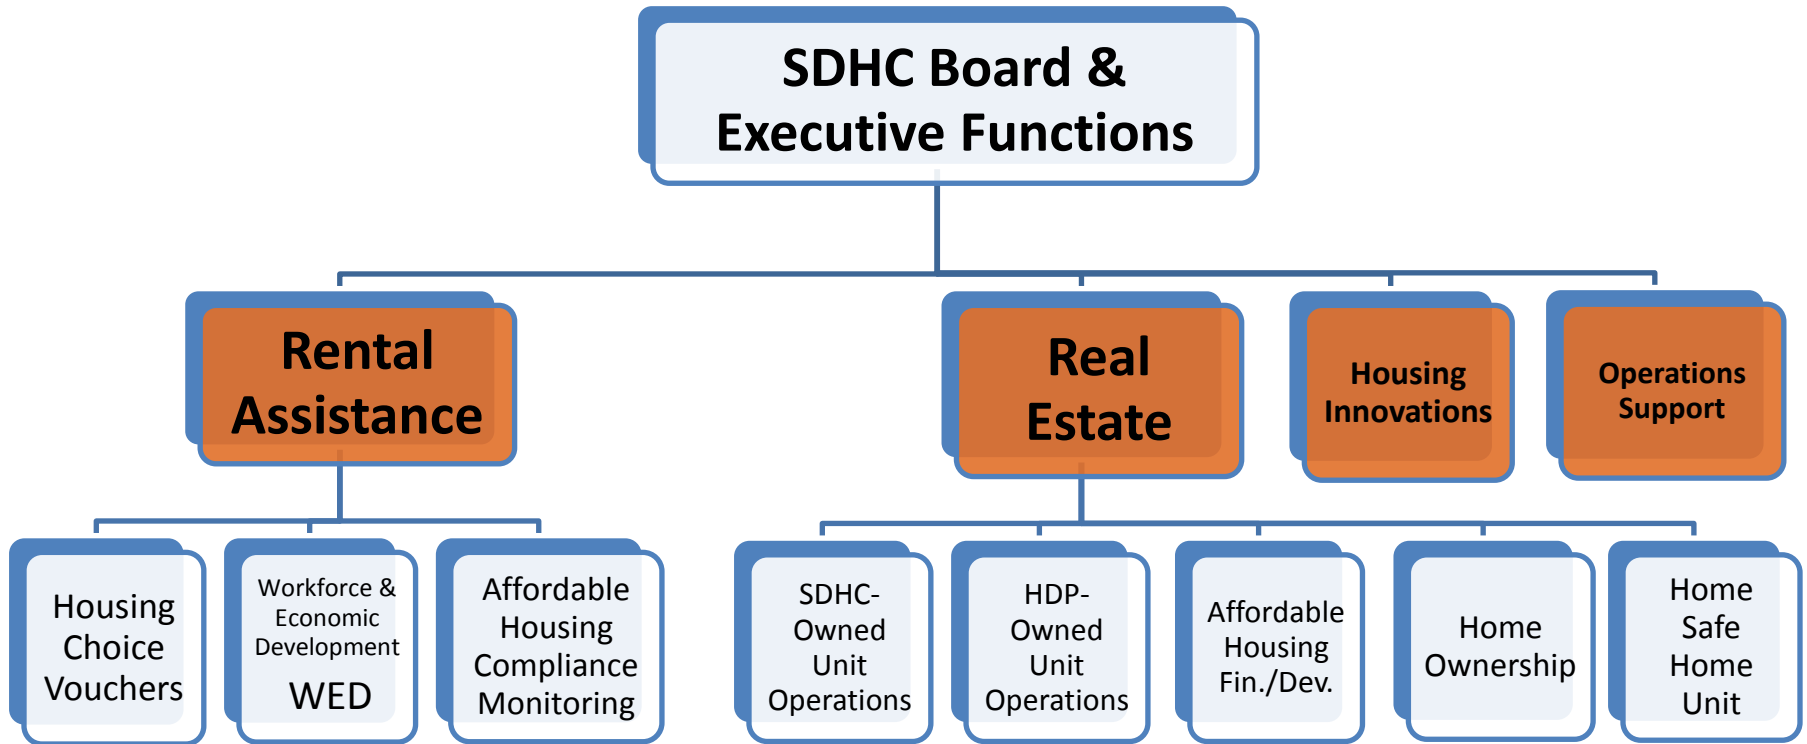 SDHC Board &
Executive Functions
Rental
Assistance
Real
Estate
Housing
Innovations
Operations
Support
Housing
Choice
Vouchers
Workforce &
Economic
Development
WED
Affordable
Housing
Compliance
Monitoring
SDHC-
Owned
Unit
Operations
HDP-
Owned
Unit
Operations
Affordable
Housing
Fin./Dev.
Home
Ownership
Home
Safe
Home
Unit